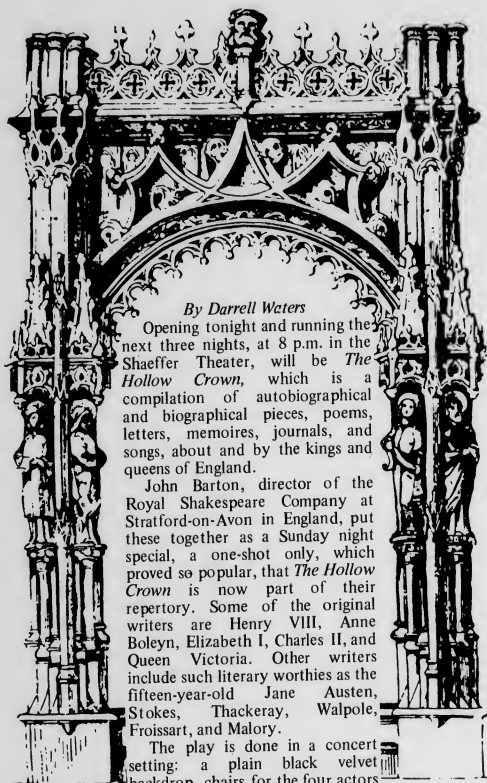 By Darrell Waters
Opening tonight and running the
next three nights, at 8 p.m. in the
Shaeffer Theater, will be The
Hollow Crown, which is a
compilation of autobiographical
and biographical pieces, poems,
letters, memoires, journals, and
songs, about and by the kings and
queens of England.
John Barton, director of the
Royal Shakespeare Company at
Stratford-on-Avon in England, put
these together as a Sunday night
special, a one-shot only, which
proved so popular, that The Hollow
Crown is now part of their
repertory. Some of the original
writers are Henry VIII, Anne
Boleyn, Elizabeth I, Charles II, and
Queen Victoria. Other writers
include such literary worthies as the
fifteen-year-old Jane Austen,
Stokes, Thackeray, Walpole,
Froissart, and Malory.
The play is done in a concert
setting: a plain black velvet
backdrop, chairs for the four actors